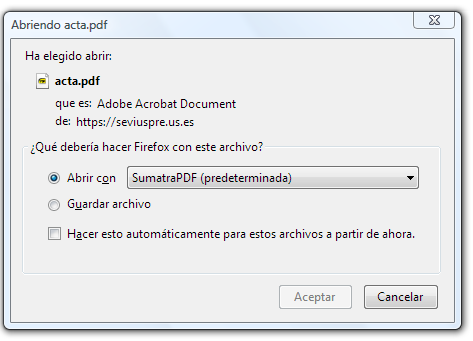 Abriendo acta.pdf
Ha elegido abrir:
acta.pdf
que es: Adobe Acrobat Document
de: https://seviuspre.us.es
¿Qué debería hacer Firefox con este archivo?
Abrir con SumatraPDF (predeterminada)
Guardar archivo
Hacer esto automáticamente para estos archivos a partir de ahora.
Aceptar Cancelar